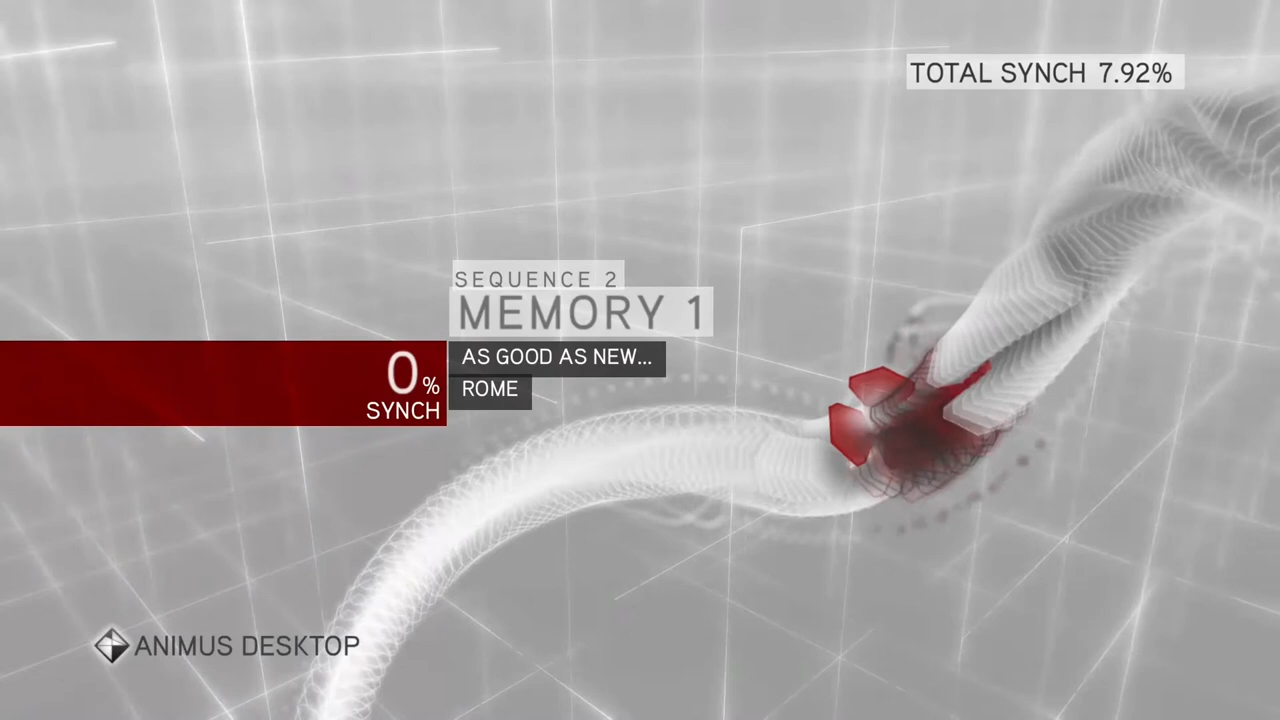 TOTAL SYNCH 7.92%
SEQUENCE 2
MEMORY 1
0%
SYNCH
AS GOOD AS NEW...
ROME
ANIMUS DESKTOP